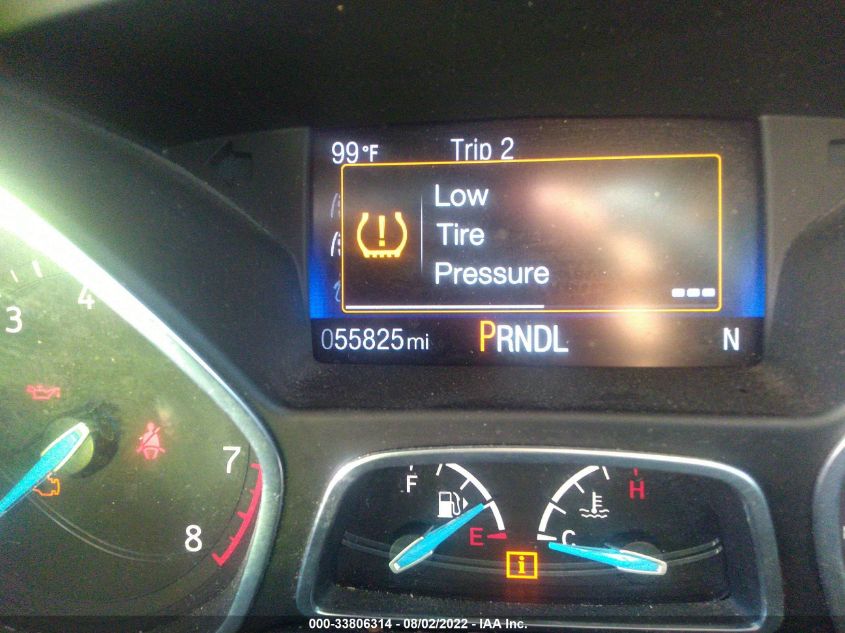 99°F Trip 2
Low
Tire
Pressure
055825mi PRNDL N
3 4
7
8
F E
H C
i
000-33806314 - 08/02/2022 - IAA Inc.